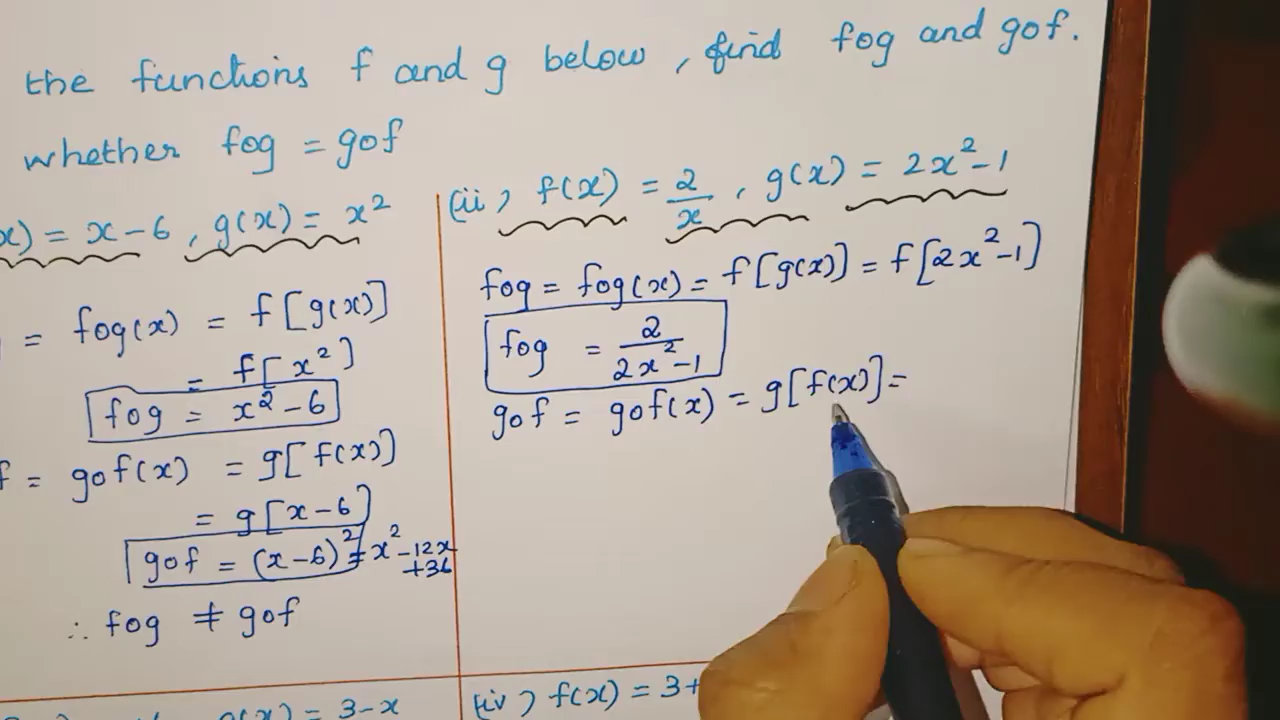 the functions f and g below, find fog and gof.
whether fog = gof
x) = x-6, g(x) = x²
= fog(x) = f[g(x)]
= f[x²]
fog = x²-6
f = gof(x) = g[f(x)]
= g[x-6]
gof = (x-6)² = x²-12x+36
∴ fog ≠ gof
g(x) = 3-x
(ii) f(x) = 2/x, g(x) = 2x²-1
fog = fog(x) = f[g(x)] = f[2x²-1]
fog = 2/(2x²-1)
gof = gof(x) = g[f(x)] =
(iv) f(x) = 3+